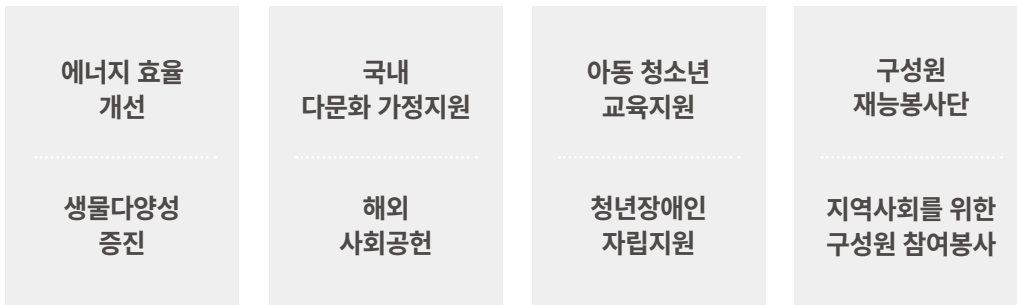 에너지 효율
개선
생물다양성
증진
국내
다문화 가정지원
해외
사회공헌
아동 청소년
교육지원
청년장애인
자립지원
구성원
재능봉사단
지역사회를 위한
구성원 참여봉사